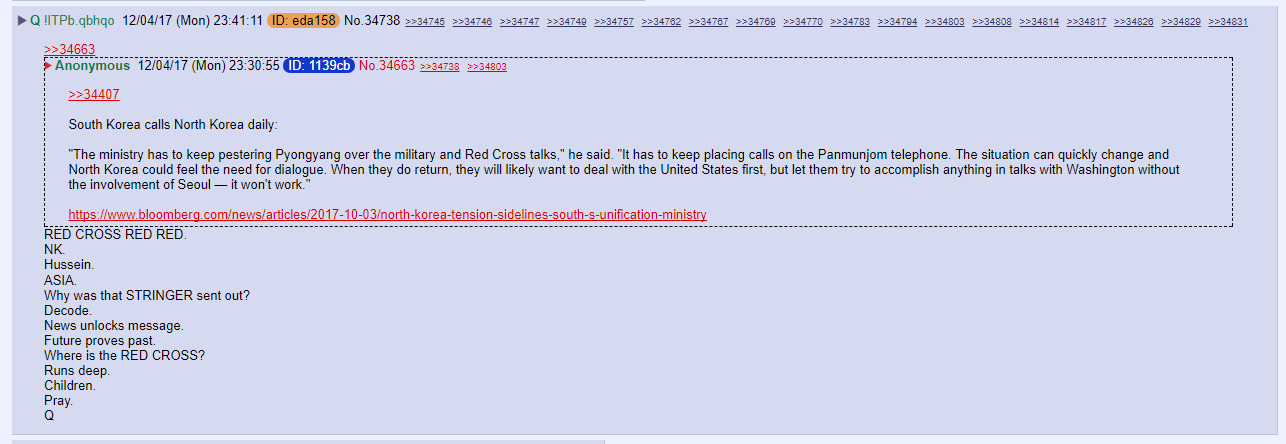 Q !ITPb.qbhqo 12/04/17 (Mon) 23:41:11 ID: eda158 No.34738 >>34745 >>34746 >>34747 >>34749 >>34757 >>34762 >>34767 >>34769 >>34770 >>34783 >>34794 >>34803 >>34808 >>34814 >>34817 >>34826 >>34829 >>34831
>>34663
Anonymous 12/04/17 (Mon) 23:30:55 ID: 1139cb No.34663 >>34738 >>34803
>>34407
South Korea calls North Korea daily:
"The ministry has to keep pestering Pyongyang over the military and Red Cross talks," he said. "It has to keep placing calls on the Panmunjom telephone. The situation can quickly change and
North Korea could feel the need for dialogue. When they do return, they will likely want to deal with the United States first, but let them try to accomplish anything in talks with Washington without
the involvement of Seoul — it won't work."
https://www.bloomberg.com/news/articles/2017-10-03/north-korea-tension-sidelines-south-s-unification-ministry
RED CROSS RED RED.
NK.
Hussein.
ASIA.
Why was that STRINGER sent out?
Decode.
News unlocks message.
Future proves past.
Where is the RED CROSS?
Runs deep.
Children.
Pray.
Q